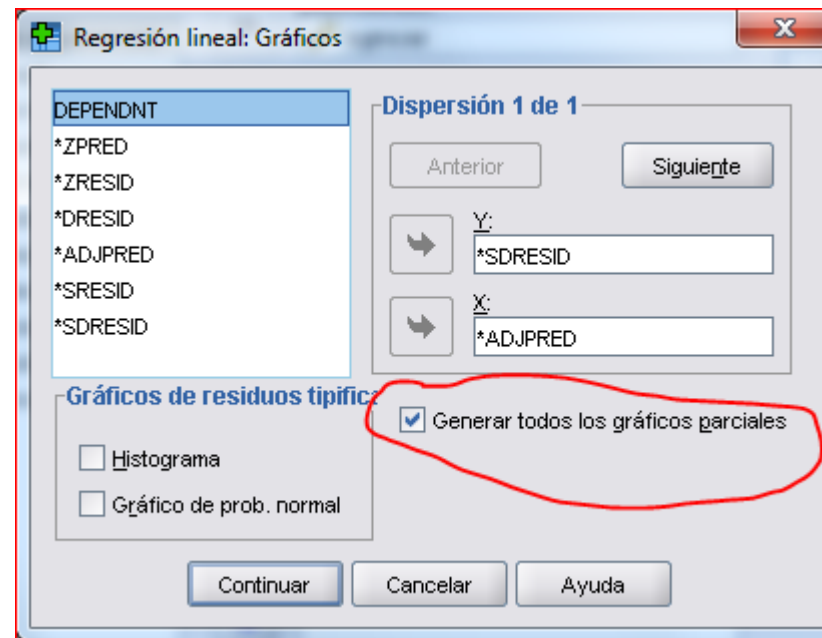 Regresión lineal: Gráficos
DEPENDNT
*ZPRED
*ZRESID
*DRESID
*ADJPRED
*SRESID
*SDRESID
Dispersión 1 de 1
Anterior
Siguiente
Y:
*SDRESID
X:
*ADJPRED
Gráficos de residuos tipific
Histograma
Gráfico de prob. normal
Generar todos los gráficos parciales
Continuar
Cancelar
Ayuda